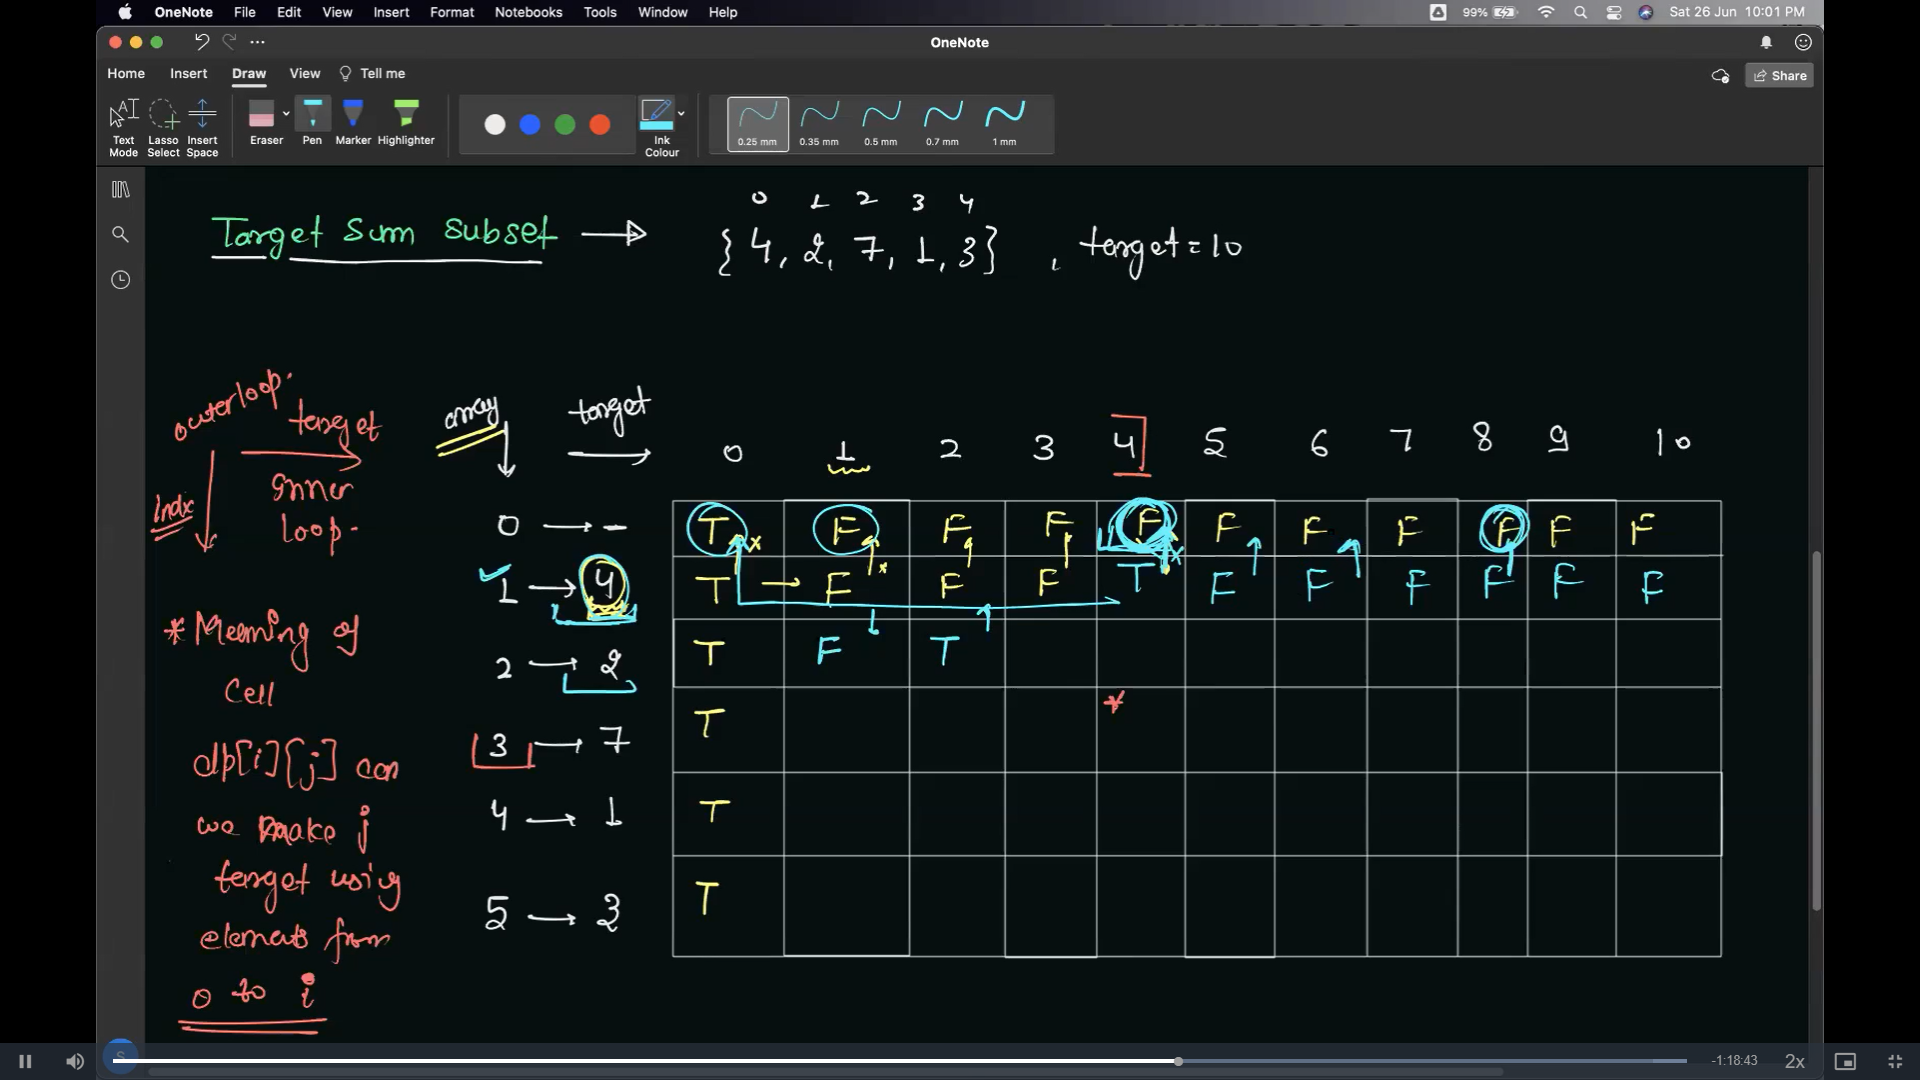 OneNote File Edit View Insert Format Notebooks Tools Window Help 99% Sat 26 Jun 10:01 PM
OneNote
Home Insert Draw View Tell me Share
Text Mode Lasso Select Insert Space Eraser Pen Marker Highlighter Ink Colour 0.25 mm 0.35 mm 0.5 mm 0.7 mm 1 mm
0 1 2 3 4
Target Sum Subset → {4, 2, 7, 1, 3} , target = 10
outerloop. target
Inner
loop.
Indx
array target
0 1 2 3 4 5 6 7 8 9 10
0 → - T F F F F F F F F F F
1 → 4 T → F F F T F F F F F F
2 → 2 T F T
3 → 7 T *
4 → 1 T
5 → 3 T
* Meaning of
Cell
dp[i][j] can
we make j
target using
elements from
0 to i
S
-1:18:43 2x